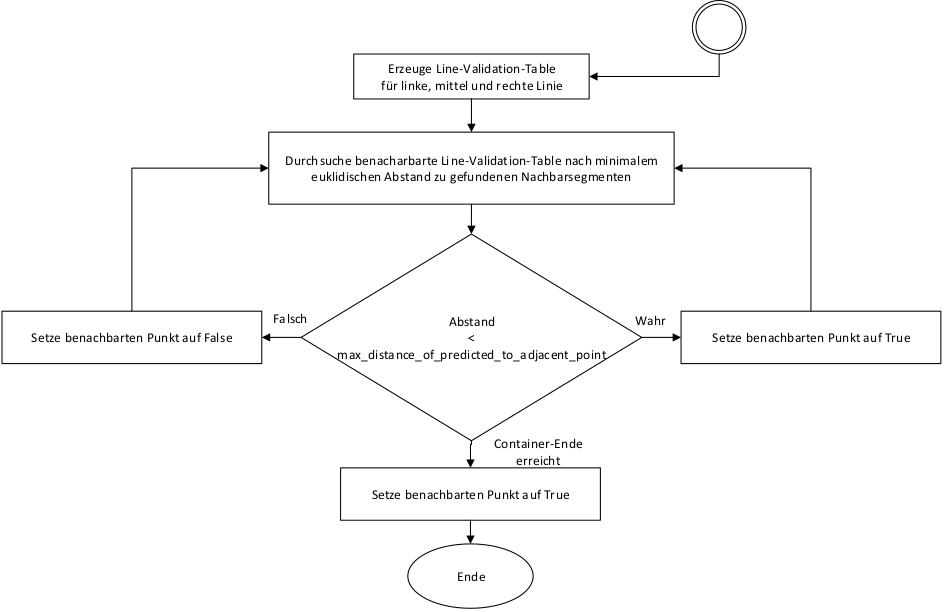 Erzeuge Line-Validation-Table
für linke, mittel und rechte Linie
Durchsuche benacharbarte Line-Validation-Table nach minimalem
euklidischen Abstand zu gefundenen Nachbarsegmenten
Falsch
Wahr
Setze benachbarten Punkt auf False
Abstand
<
max_distance_of_predicted_to_adjacent_point
Setze benachbarten Punkt auf True
Container-Ende
erreicht
Setze benachbarten Punkt auf True
Ende